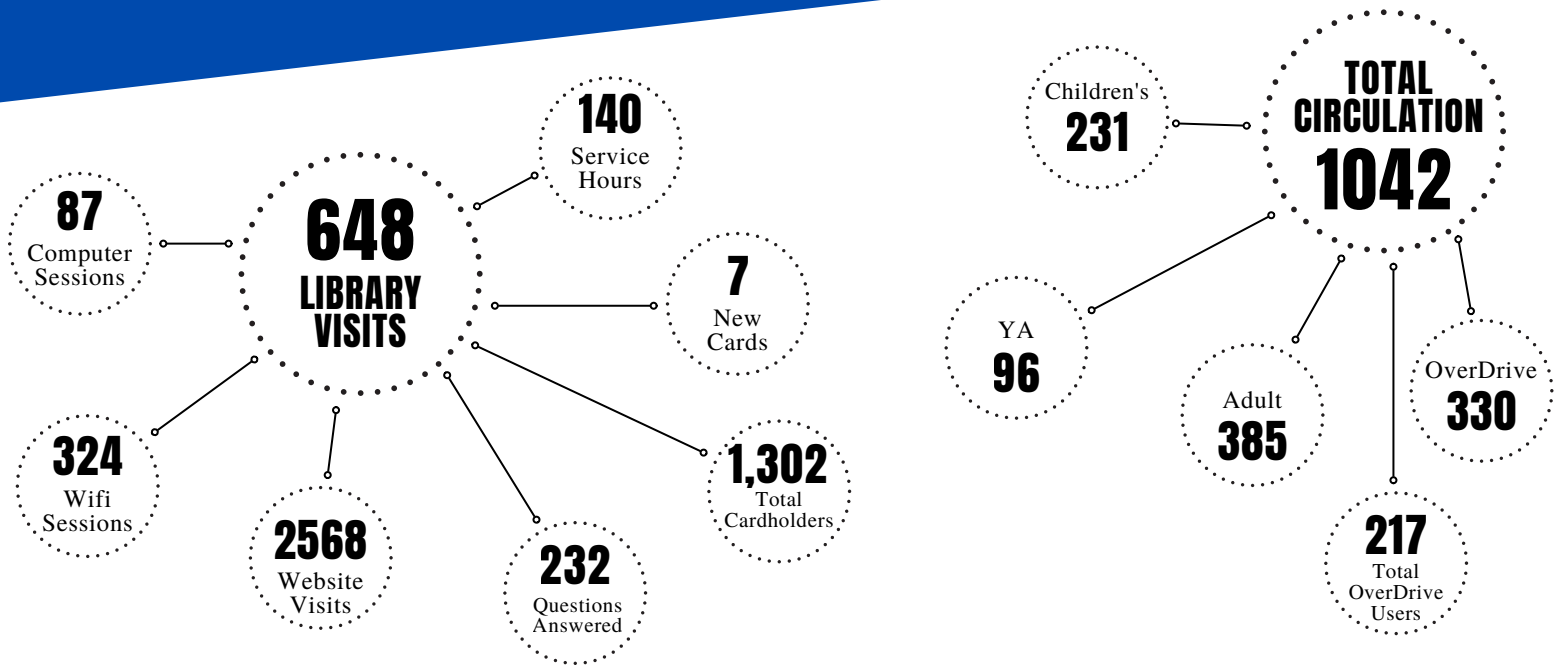 648
LIBRARY
VISITS
87
Computer
Sessions
140
Service
Hours
7
New
Cards
1,302
Total
Cardholders
232
Questions
Answered
2568
Website
Visits
324
Wifi
Sessions
TOTAL
CIRCULATION
1042
Children's
231
YA
96
Adult
385
217
Total
OverDrive
Users
OverDrive
330